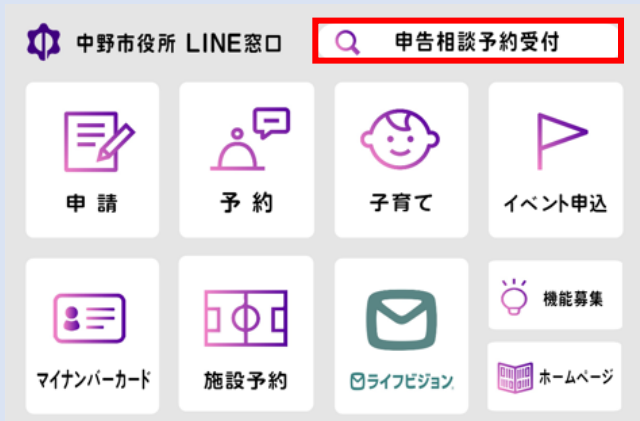 中野市役所 LINE窓口
申告相談予約受付
申請
予約
子育て
イベント申込
マイナンバーカード
施設予約
ライフビジョン
機能募集
ホームページ